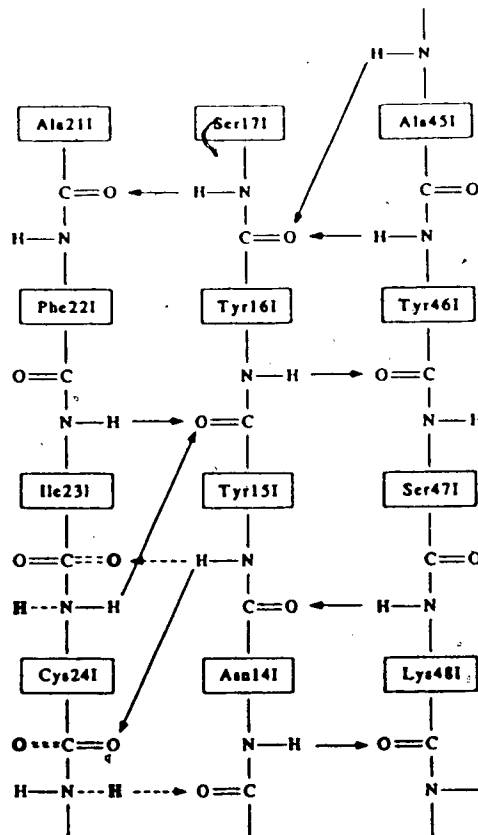 H—N
Ala21I Ser17I Ala45I
C=O H—N C=O
H—N C=O H—N
Phe22I Tyr16I Tyr46I
O=C N—H O=C
N—H O=C N—H
Ile23I Tyr15I Ser47I
O=C=O H—N C=O
H--N—H C=O H—N
Cys24I Asn14I Lys48I
O==C=O N—H O=C
H—N--H O=C N—